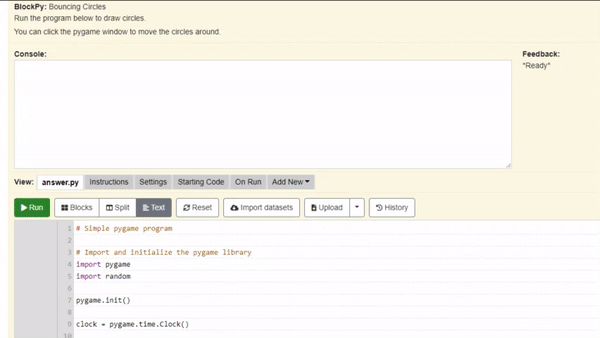 BlockPy: Bouncing Circles
Run the program below to draw circles.
You can click the pygame window to move the circles around.
Console:
Feedback:
"Ready"
View: answer.py Instructions Settings Starting Code On Run Add New
Run Blocks Split Text Reset Import datasets Upload History
1 # Simple pygame program
2
3 # Import and initialize the pygame library
4 import pygame
5 import random
6
7 pygame.init()
8
9 clock = pygame.time.Clock()
10